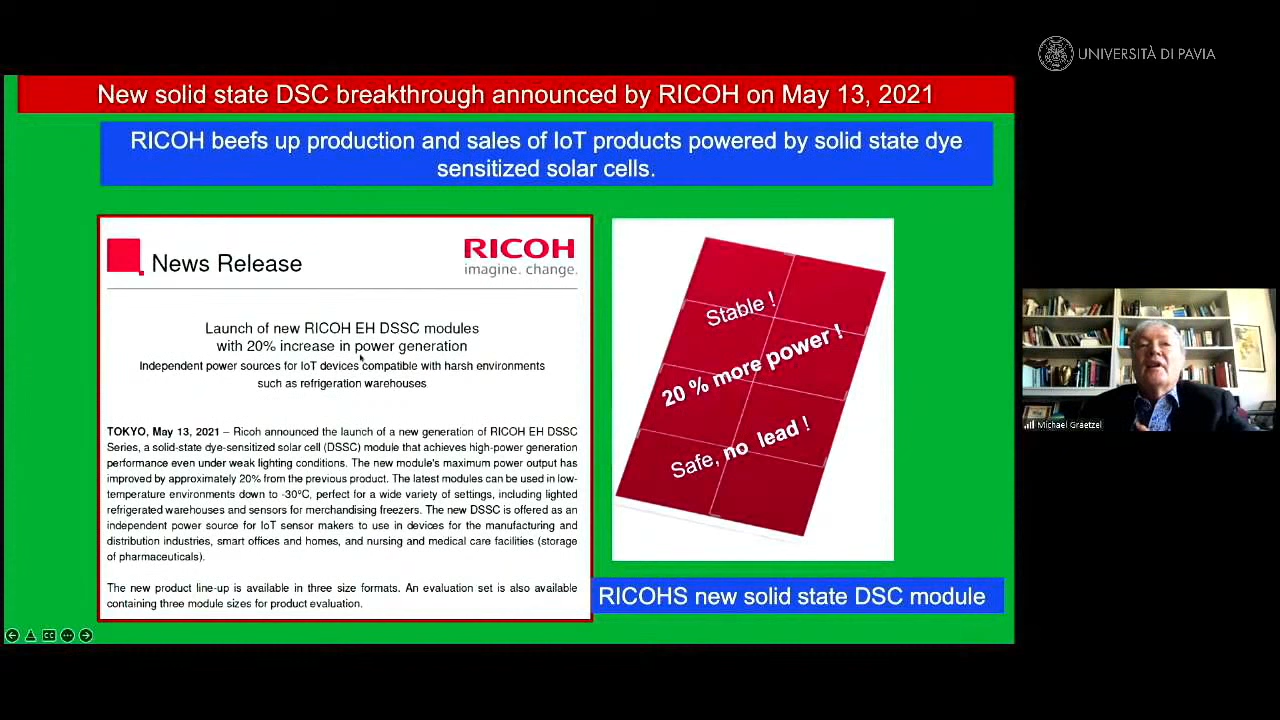 UNIVERSITÀ DI PAVIA
New solid state DSC breakthrough announced by RICOH on May 13, 2021
RICOH beefs up production and sales of IoT products powered by solid state dye
sensitized solar cells.
News Release
RICOH
imagine. change.
Launch of new RICOH EH DSSC modules
with 20% increase in power generation
Independent power sources for IoT devices compatible with harsh environments
such as refrigeration warehouses
TOKYO, May 13, 2021 – Ricoh announced the launch of a new generation of RICOH EH DSSC
Series, a solid-state dye-sensitized solar cell (DSSC) module that achieves high-power generation
performance even under weak lighting conditions. The new module's maximum power output has
improved by approximately 20% from the previous product. The latest modules can be used in low-
temperature environments down to -30ºC, perfect for a wide variety of settings, including lighted
refrigerated warehouses and sensors for merchandising freezers. The new DSSC is offered as an
independent power source for IoT sensor makers to use in devices for the manufacturing and
distribution industries, smart offices and homes, and nursing and medical care facilities (storage
of pharmaceuticals).
The new product line-up is available in three size formats. An evaluation set is also available
containing three module sizes for product evaluation.
Stable !
20 % more power !
Safe, no lead !
RICOHS new solid state DSC module
Michael Graetzel